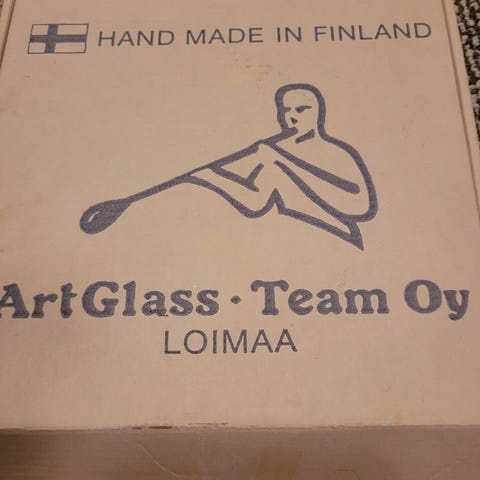 HAND MADE IN FINLAND
ArtGlass · Team Oy
LOIMAA